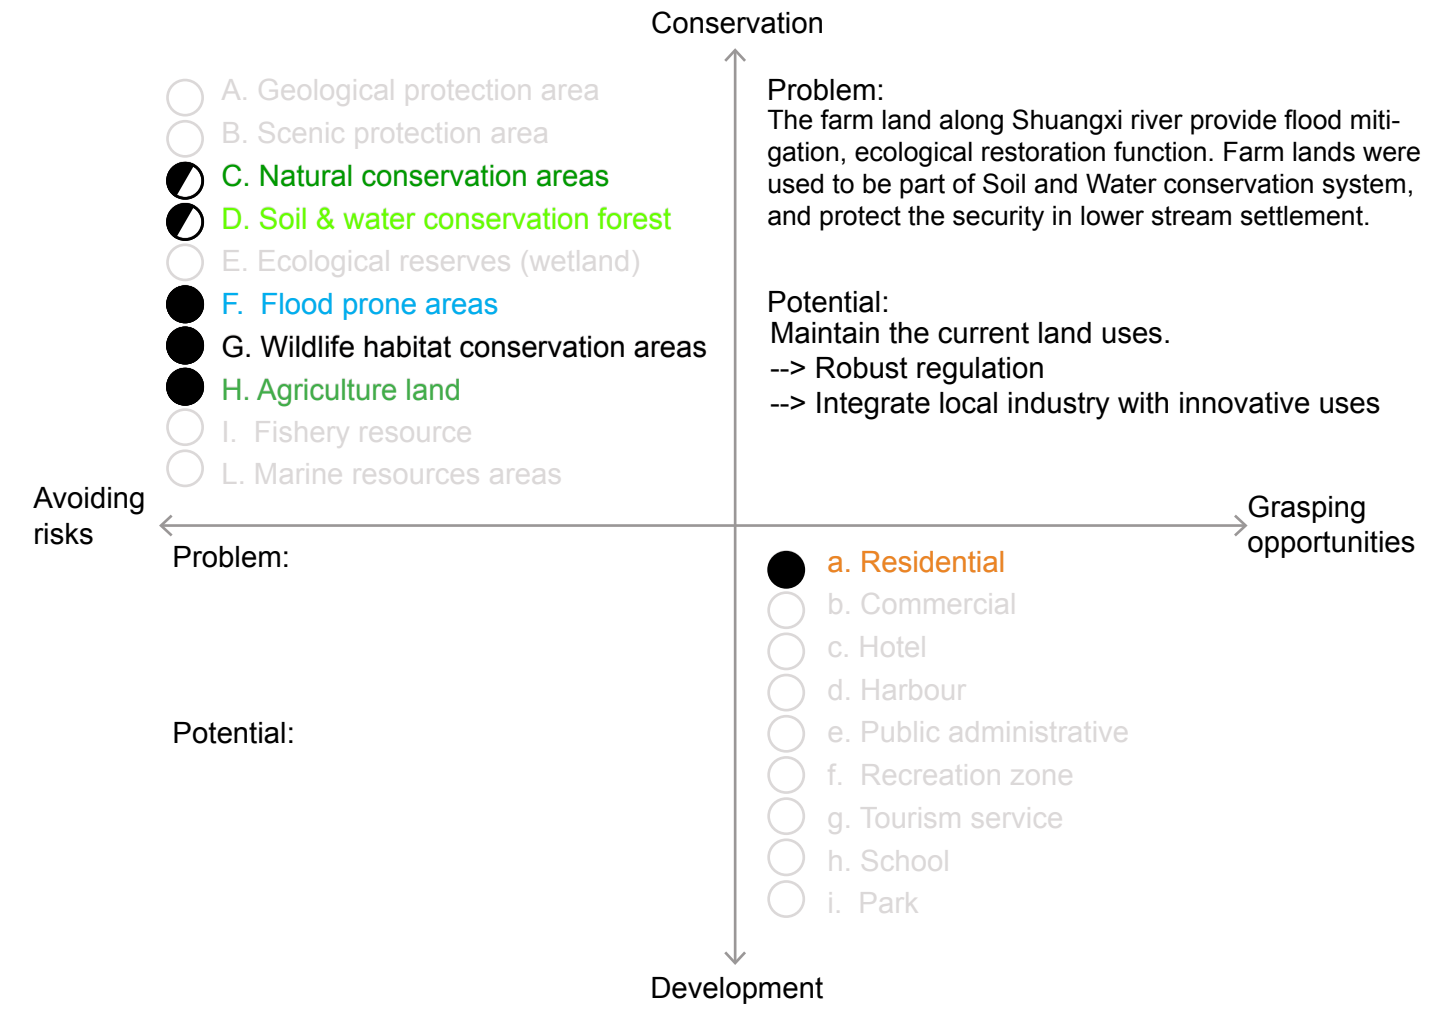 Conservation
A. Geological protection area
B. Scenic protection area
C. Natural conservation areas
D. Soil & water conservation forest
E. Ecological reserves (wetland)
F. Flood prone areas
G. Wildlife habitat conservation areas
H. Agriculture land
I. Fishery resource
L. Marine resources areas
Problem:
The farm land along Shuangxi river provide flood miti-
gation, ecological restoration function. Farm lands were
used to be part of Soil and Water conservation system,
and protect the security in lower stream settlement.
Potential:
Maintain the current land uses.
--> Robust regulation
--> Integrate local industry with innovative uses
Avoiding
risks
Grasping
opportunities
Problem:
Potential:
a. Residential
b. Commercial
c. Hotel
d. Harbour
e. Public administrative
f. Recreation zone
g. Tourism service
h. School
i. Park
Development